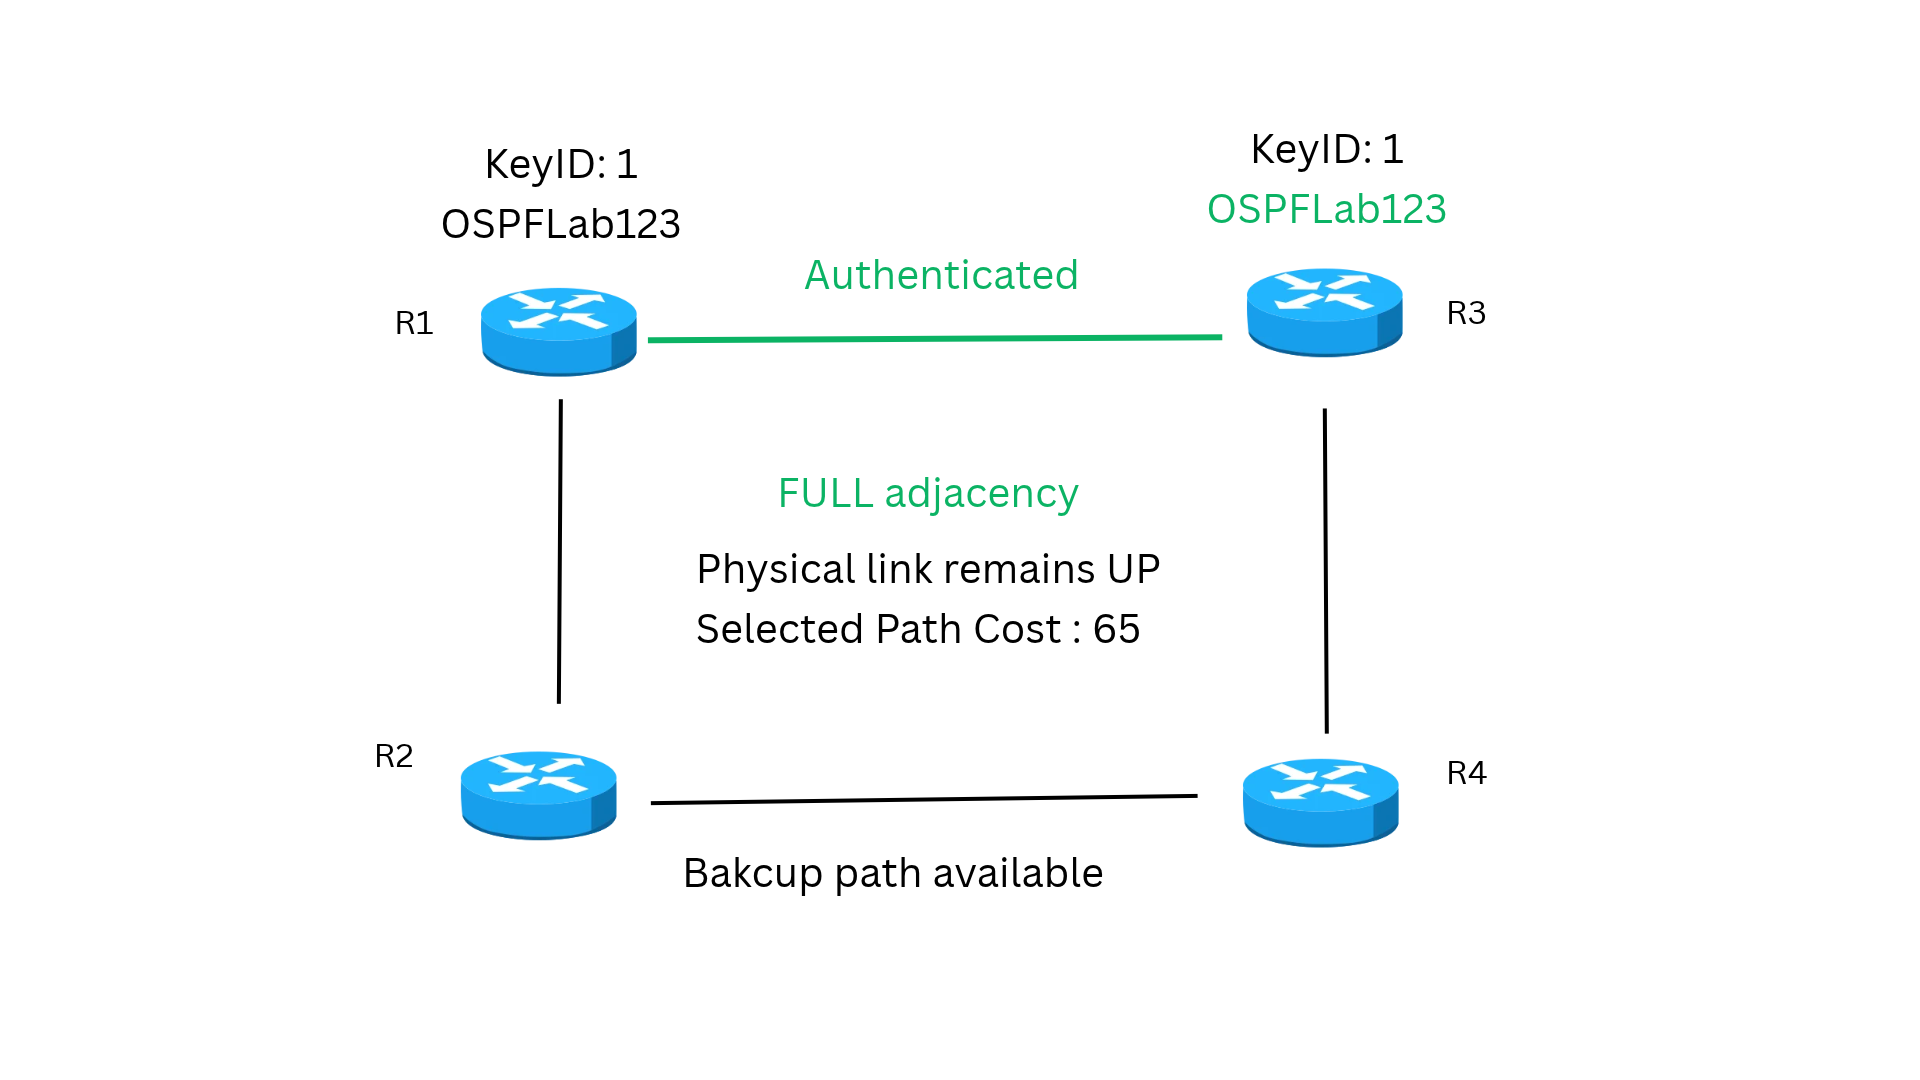 KeyID: 1
OSPFLab123
KeyID: 1
OSPFLab123
Authenticated
R1
R3
FULL adjacency
Physical link remains UP
Selected Path Cost : 65
R2
R4
Bakcup path available